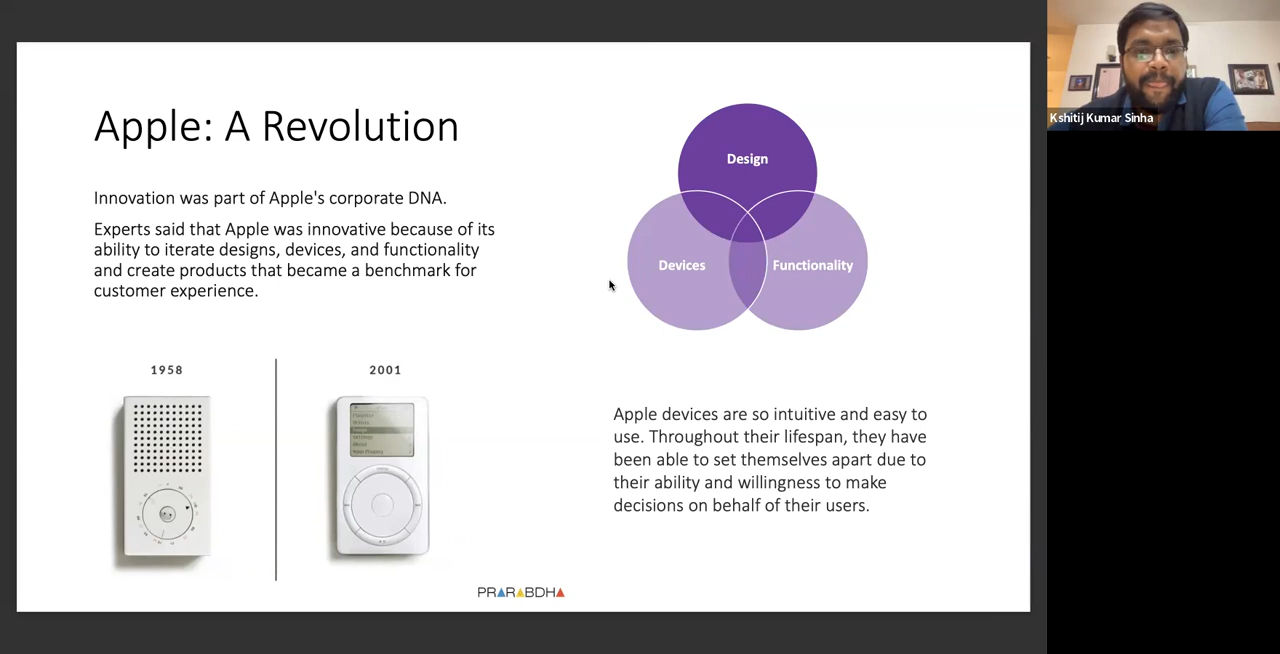 Apple: A Revolution
Innovation was part of Apple's corporate DNA.
Experts said that Apple was innovative because of its
ability to iterate designs, devices, and functionality
and create products that became a benchmark for
customer experience.
1958
2001
Settings
Design
Devices
Functionality
Apple devices are so intuitive and easy to
use. Throughout their lifespan, they have
been able to set themselves apart due to
their ability and willingness to make
decisions on behalf of their users.
PRARABDHA
Kshitij Kumar Sinha